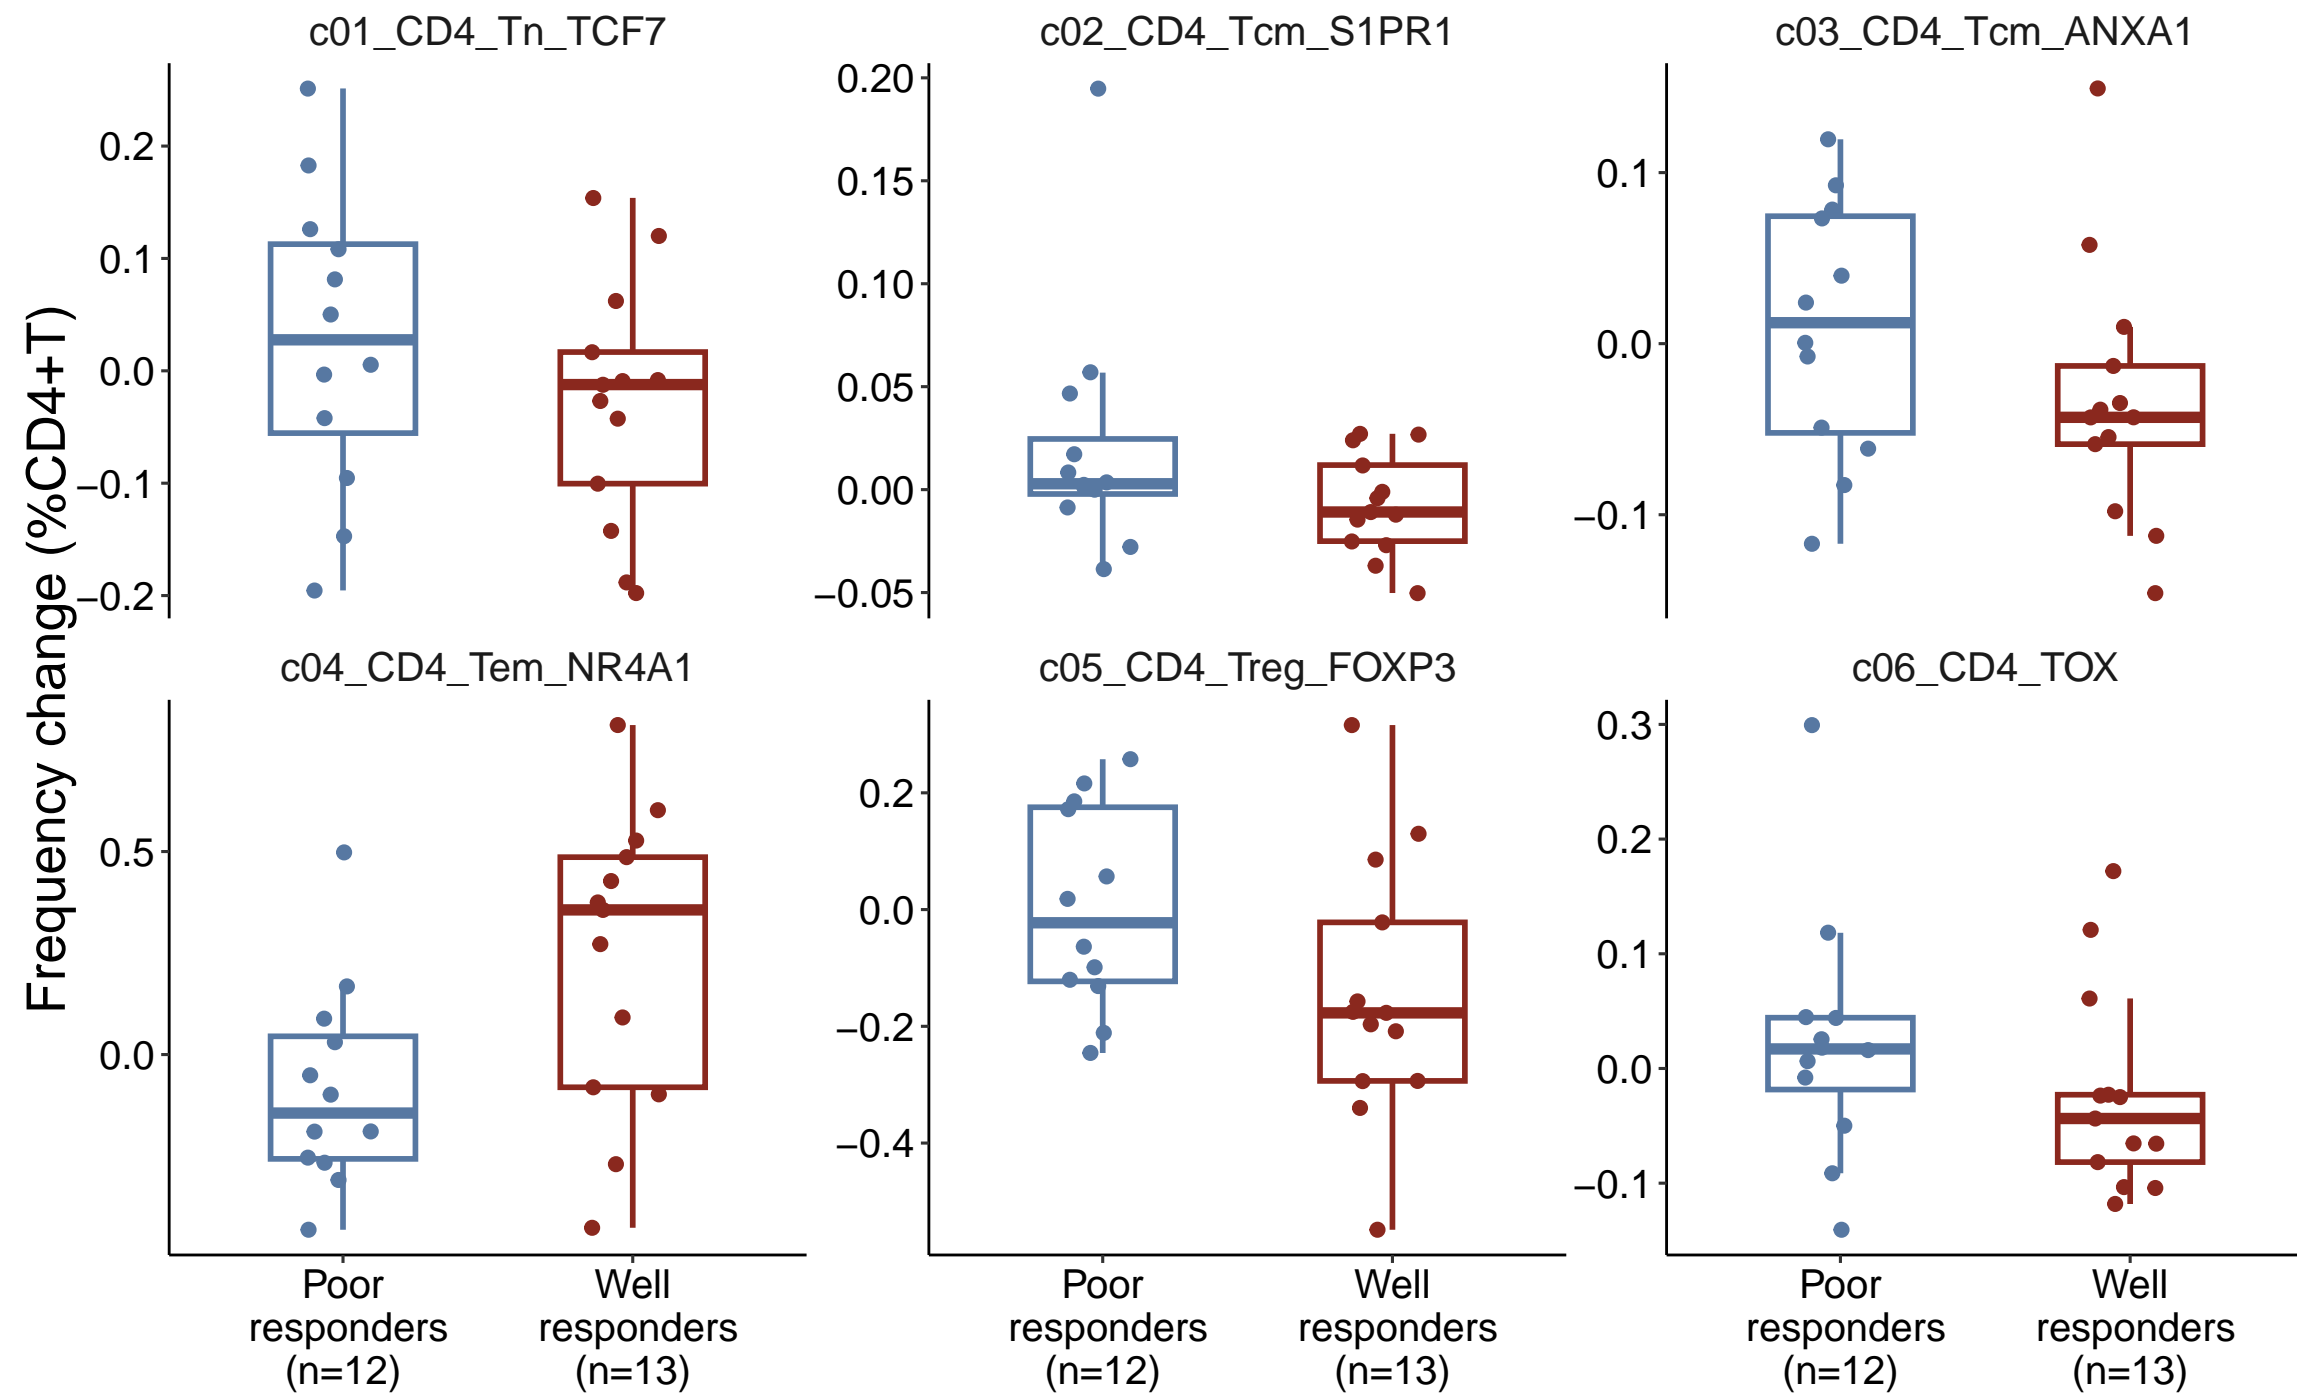 c01_CD4_Tn_TCF7
c02_CD4_Tcm_S1PR1
c03_CD4_Tcm_ANXA1
Frequency change (%CD4+T)
0.2
0.1
0.0
−0.1
−0.2
0.20
0.15
0.10
0.05
0.00
−0.05
0.1
0.0
−0.1
c04_CD4_Tem_NR4A1
c05_CD4_Treg_FOXP3
c06_CD4_TOX
0.5
0.0
0.2
0.0
−0.2
−0.4
0.3
0.2
0.1
0.0
−0.1
Poor
responders
(n=12)
Well
responders
(n=13)
Poor
responders
(n=12)
Well
responders
(n=13)
Poor
responders
(n=12)
Well
responders
(n=13)